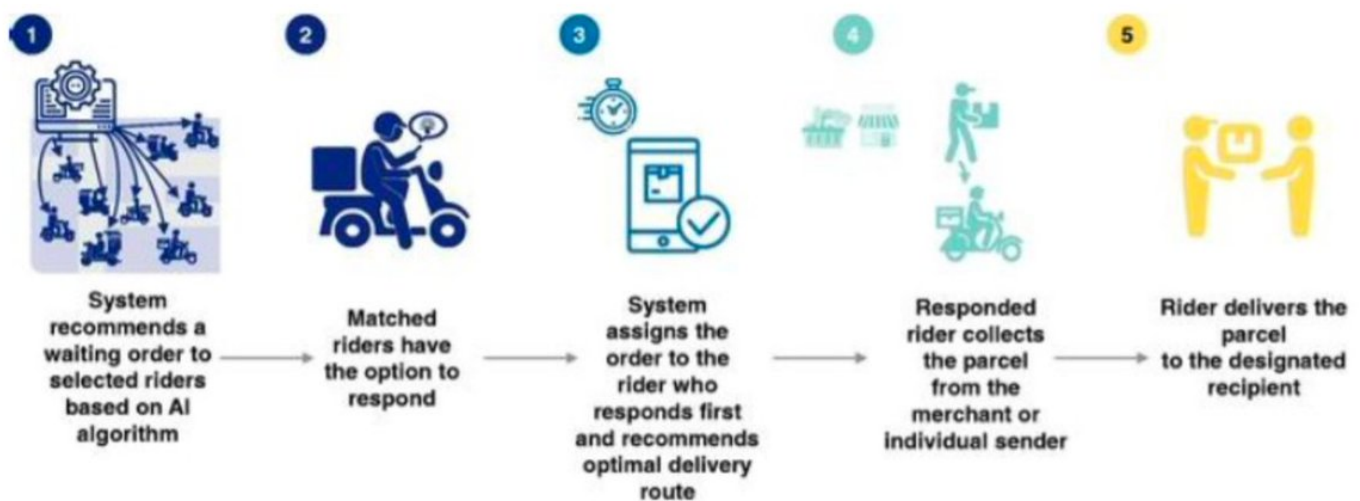 1
2
3
4
5
System
recommends a
waiting order to
selected riders
based on AI
algorithm
Matched
riders have
the option to
respond
System
assigns the
order to the
rider who
responds first
and recommends
optimal delivery
route
Responded
rider collects
the parcel
from the
merchant or
individual sender
Rider delivers the
parcel
to the designated
recipient